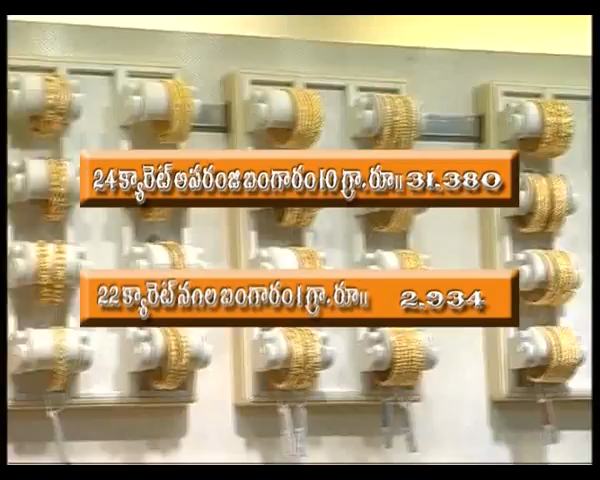 24 క్యారెట్ అపరంజి బంగారం 10 గ్రా. రూ॥ 31,380
22 క్యారెట్ నగల బంగారం 1 గ్రా. రూ॥ 2,934